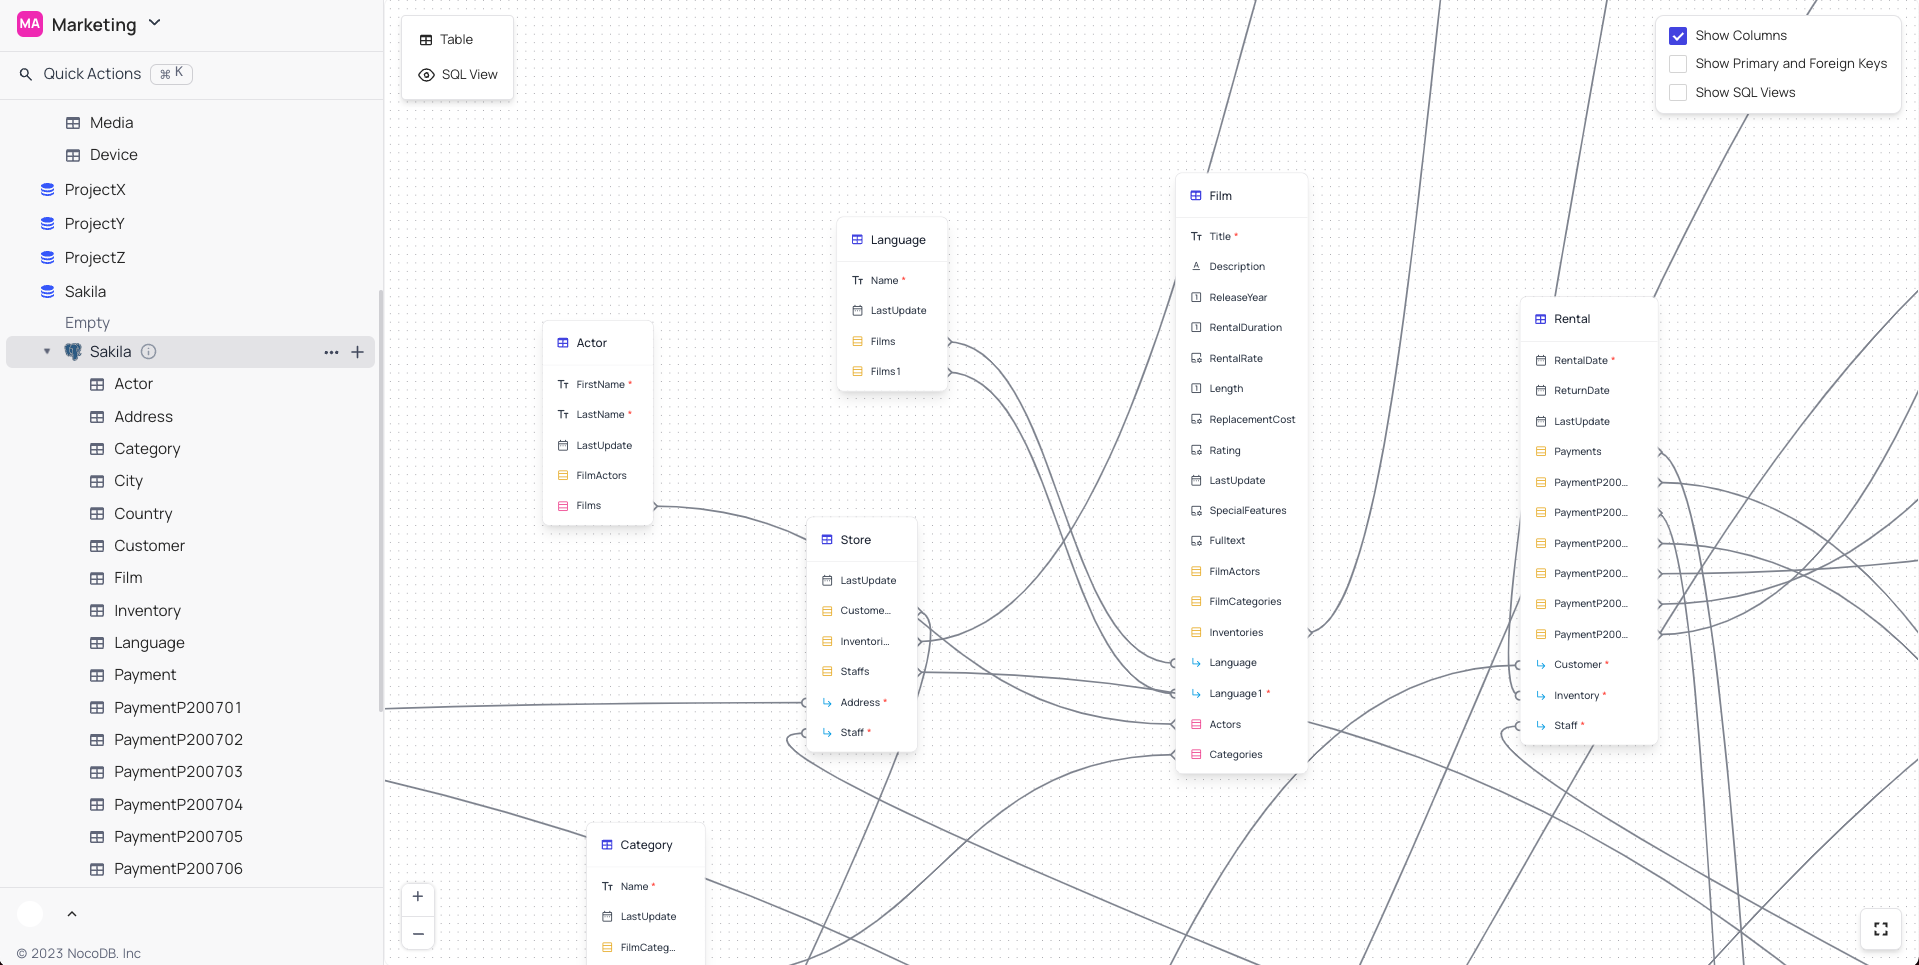 MA Marketing
Quick Actions ⌘ K
Media
Device
ProjectX
ProjectY
ProjectZ
Sakila
Empty
Sakila
Actor
Address
Category
City
Country
Customer
Film
Inventory
Language
Payment
PaymentP200701
PaymentP200702
PaymentP200703
PaymentP200704
PaymentP200705
PaymentP200706
© 2023 NocoDB. Inc
Table
SQL View
Show Columns
Show Primary and Foreign Keys
Show SQL Views
Actor
FirstName *
LastName *
LastUpdate
FilmActors
Films
Language
Name *
LastUpdate
Films
Films1
Store
LastUpdate
Custome...
Inventori...
Staffs
Address *
Staff *
Category
Name *
LastUpdate
FilmCateg...
Film
Title *
Description
ReleaseYear
RentalDuration
RentalRate
Length
ReplacementCost
Rating
LastUpdate
SpecialFeatures
Fulltext
FilmActors
FilmCategories
Inventories
Language
Language1 *
Actors
Categories
Rental
RentalDate *
ReturnDate
LastUpdate
Payments
PaymentP200...
PaymentP200...
PaymentP200...
PaymentP200...
PaymentP200...
PaymentP200...
Customer *
Inventory *
Staff *